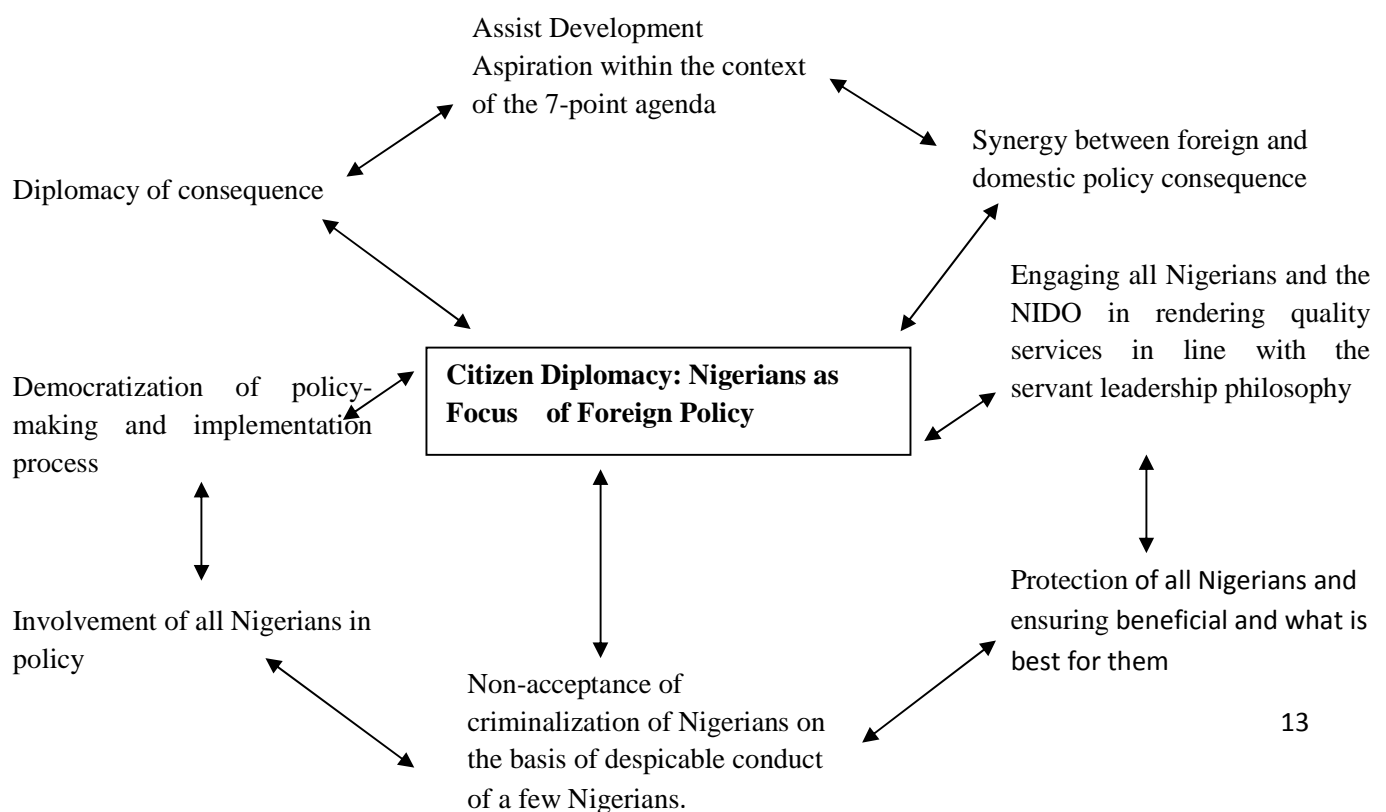 Assist Development
Aspiration within the context
of the 7-point agenda
Synergy between foreign and
domestic policy consequence
Diplomacy of consequence
Engaging all Nigerians and the
NIDO in rendering quality
services in line with the
servant leadership philosophy
Citizen Diplomacy: Nigerians as
Focus of Foreign Policy
Democratization of policy-
making and implementation
process
Protection of all Nigerians and
ensuring beneficial and what is
best for them
Involvement of all Nigerians in
policy
Non-acceptance of
criminalization of Nigerians on
the basis of despicable conduct
of a few Nigerians.
13